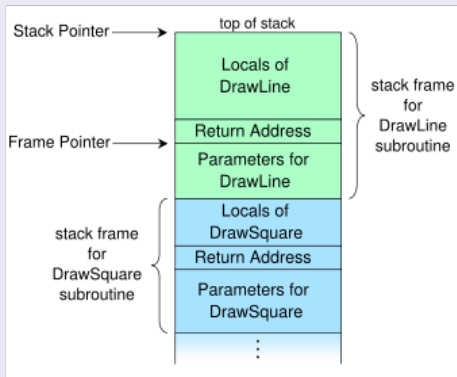 Stack Pointer
top of stack
Locals of
DrawLine
stack frame
for
DrawLine
subroutine
Return Address
Frame Pointer
Parameters for
DrawLine
stack frame
for
DrawSquare
subroutine
Locals of
DrawSquare
Return Address
Parameters for
DrawSquare
⋮